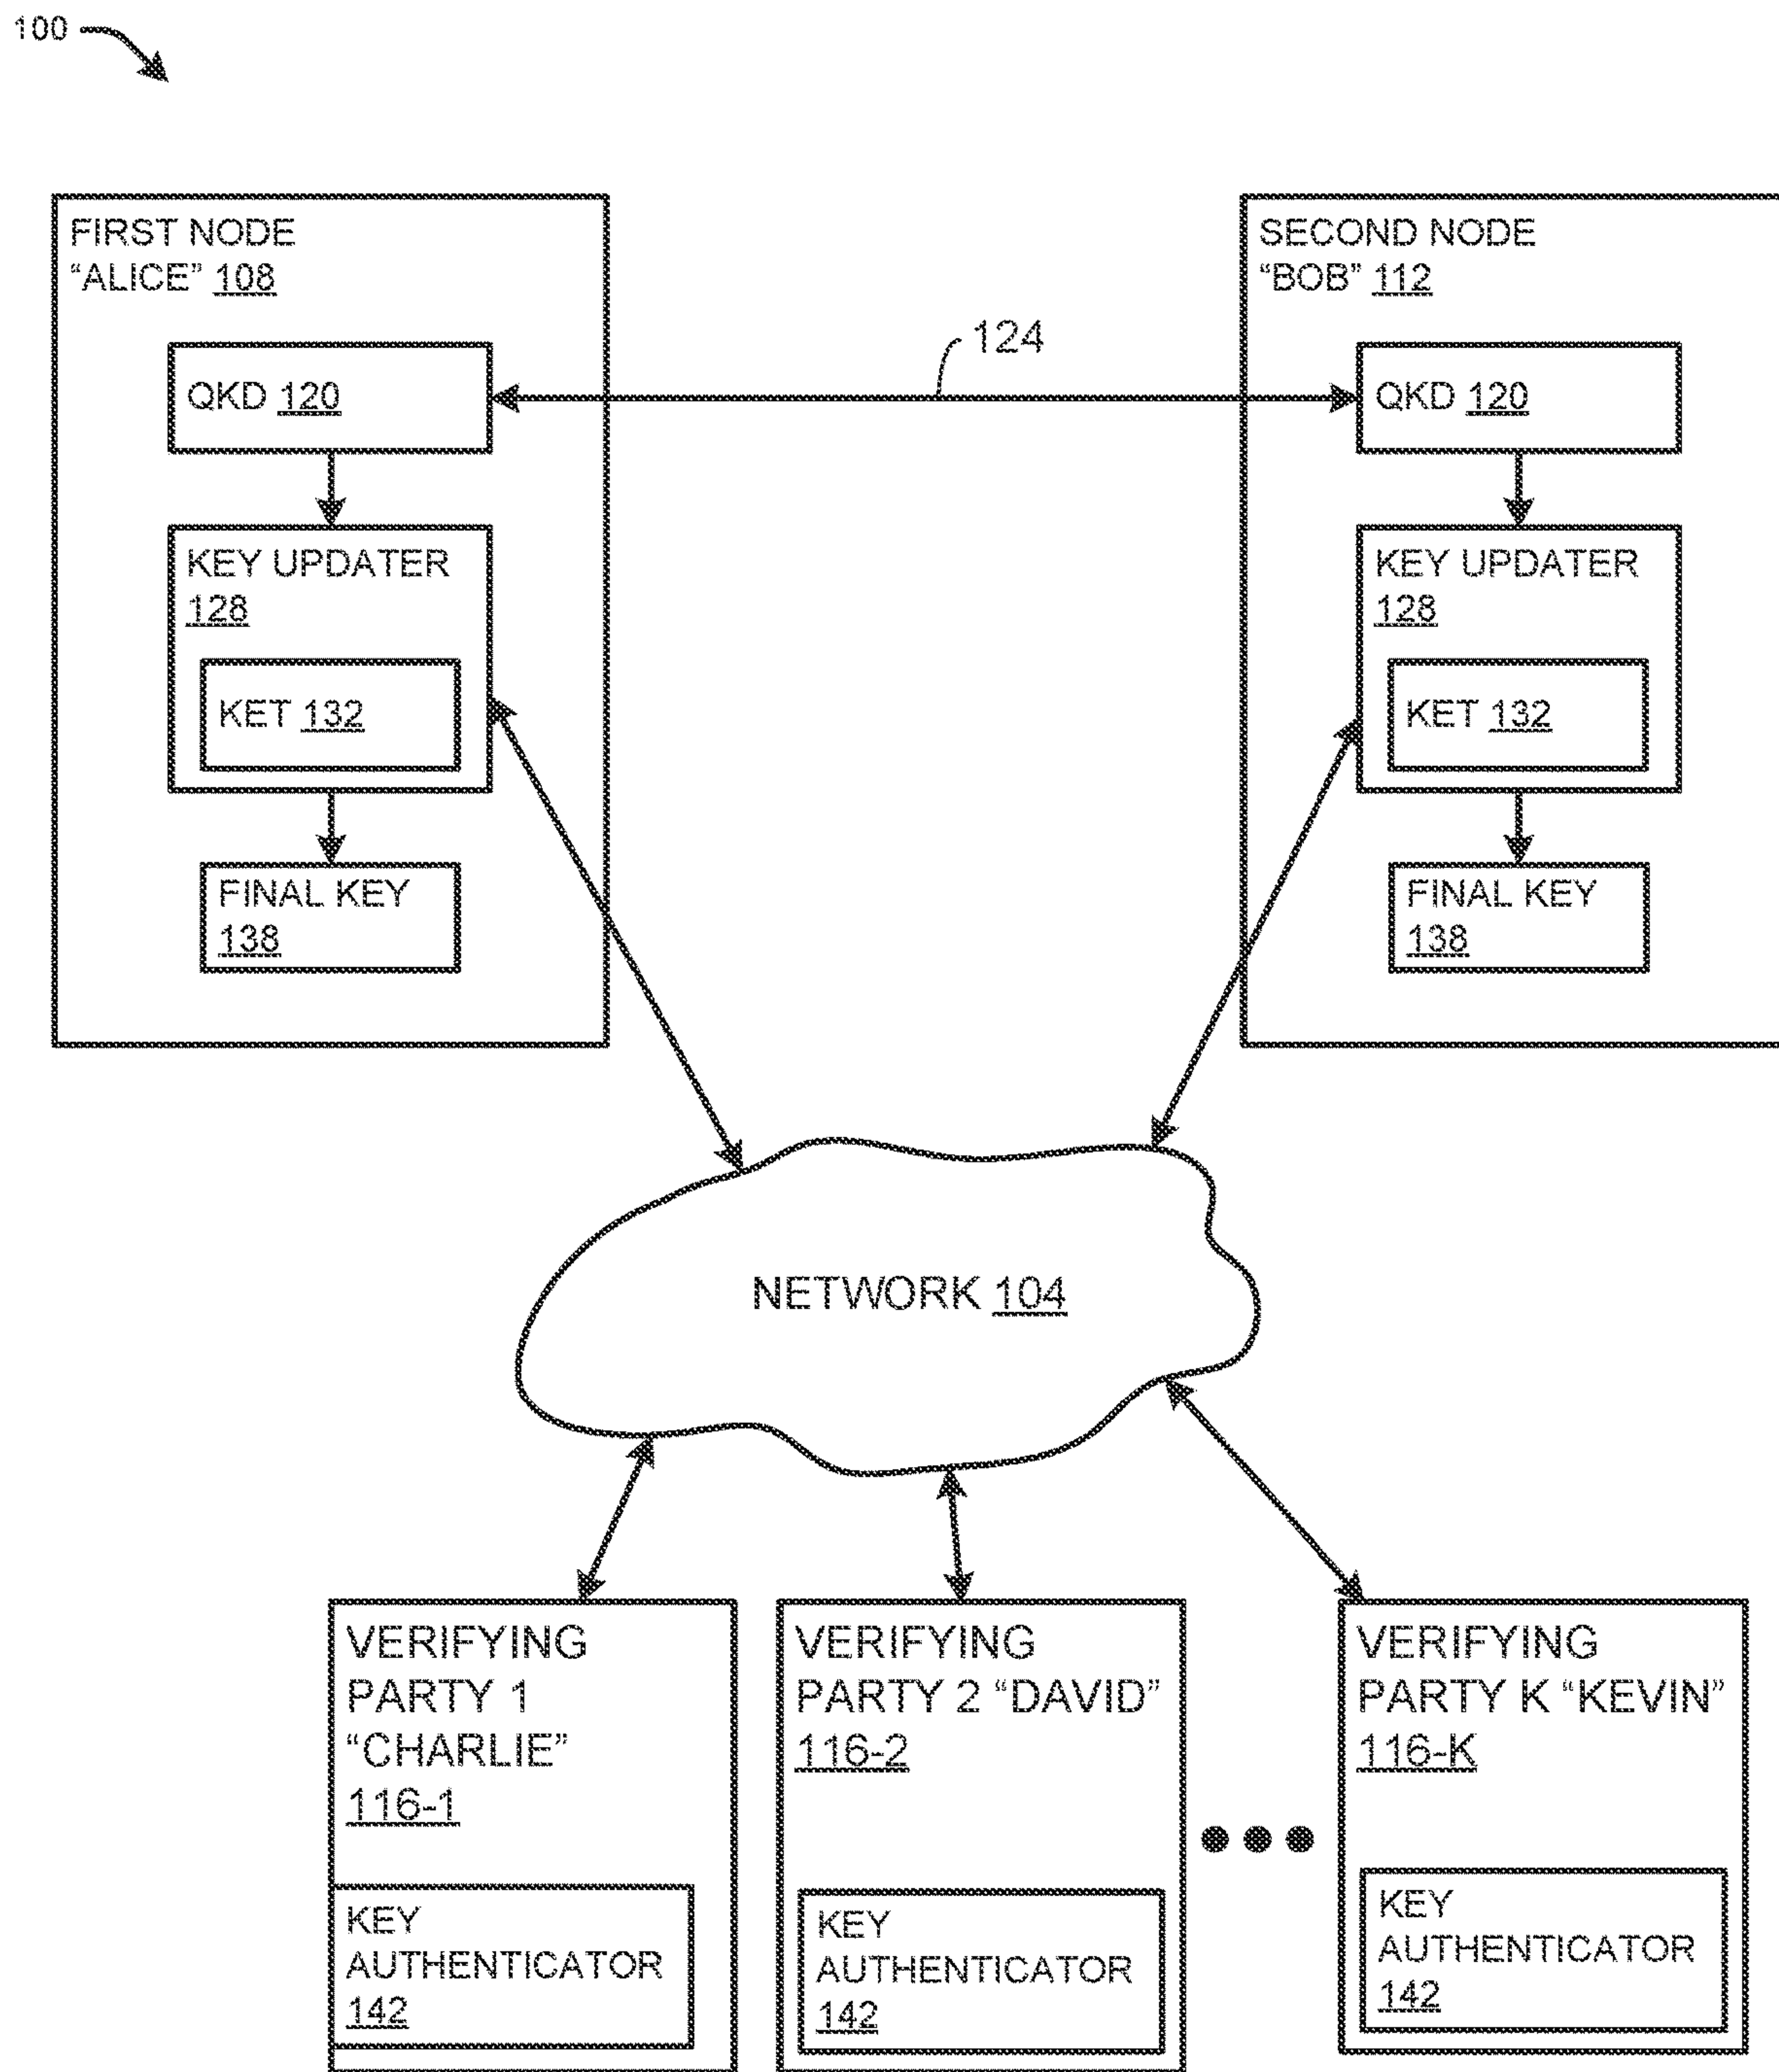 100
FIRST NODE
“ALICE” 108
QKD 120
KEY UPDATER
128
KET 132
FINAL KEY
138
124
SECOND NODE
“BOB” 112
QKD 120
KEY UPDATER
128
KET 132
FINAL KEY
138
NETWORK 104
VERIFYING
PARTY 1
“CHARLIE”
116-1
KEY
AUTHENTICATOR
142
VERIFYING
PARTY 2 “DAVID”
116-2
KEY
AUTHENTICATOR
142
VERIFYING
PARTY K “KEVIN”
116-K
KEY
AUTHENTICATOR
142